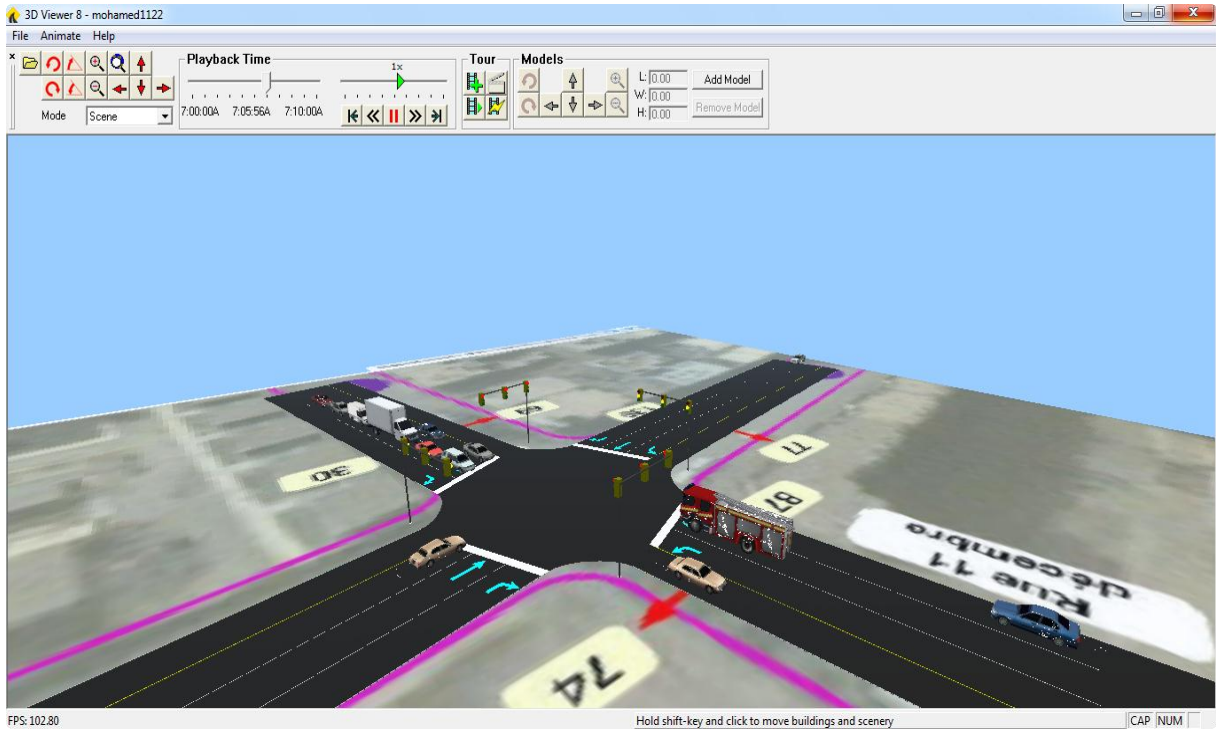 3D Viewer 8 - mohamed1122
File Animate Help
Playback Time
7:00:00A 7:05:56A 7:10:00A
1x
Mode Scene
Tour
Models
L: 0.00
W: 0.00
H: 0.00
Add Model
Remove Model
30
77
B7
Rue 11
décembre
74
FPS: 102.80
Hold shift-key and click to move buildings and scenery
CAP NUM